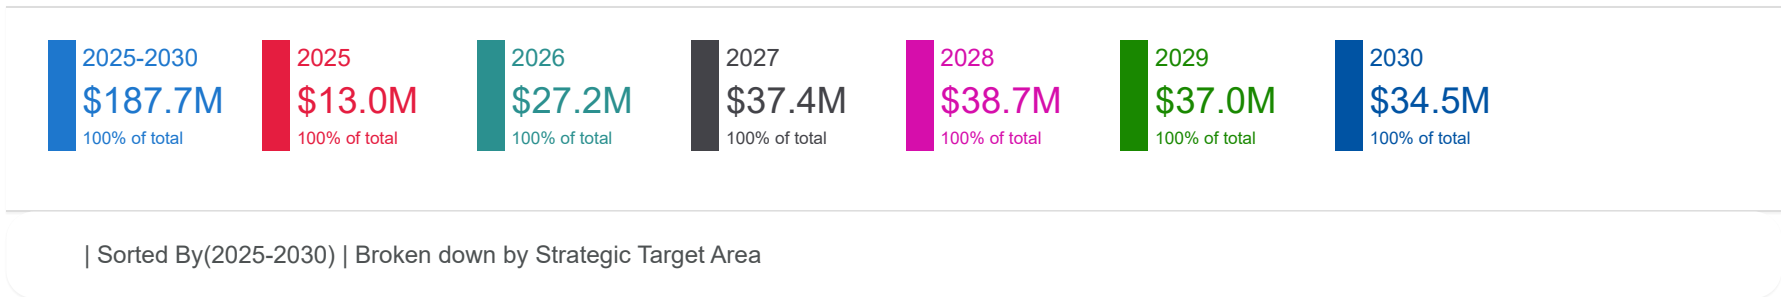 2025-2030
$187.7M
100% of total
2025
$13.0M
100% of total
2026
$27.2M
100% of total
2027
$37.4M
100% of total
2028
$38.7M
100% of total
2029
$37.0M
100% of total
2030
$34.5M
100% of total
| Sorted By(2025-2030) | Broken down by Strategic Target Area